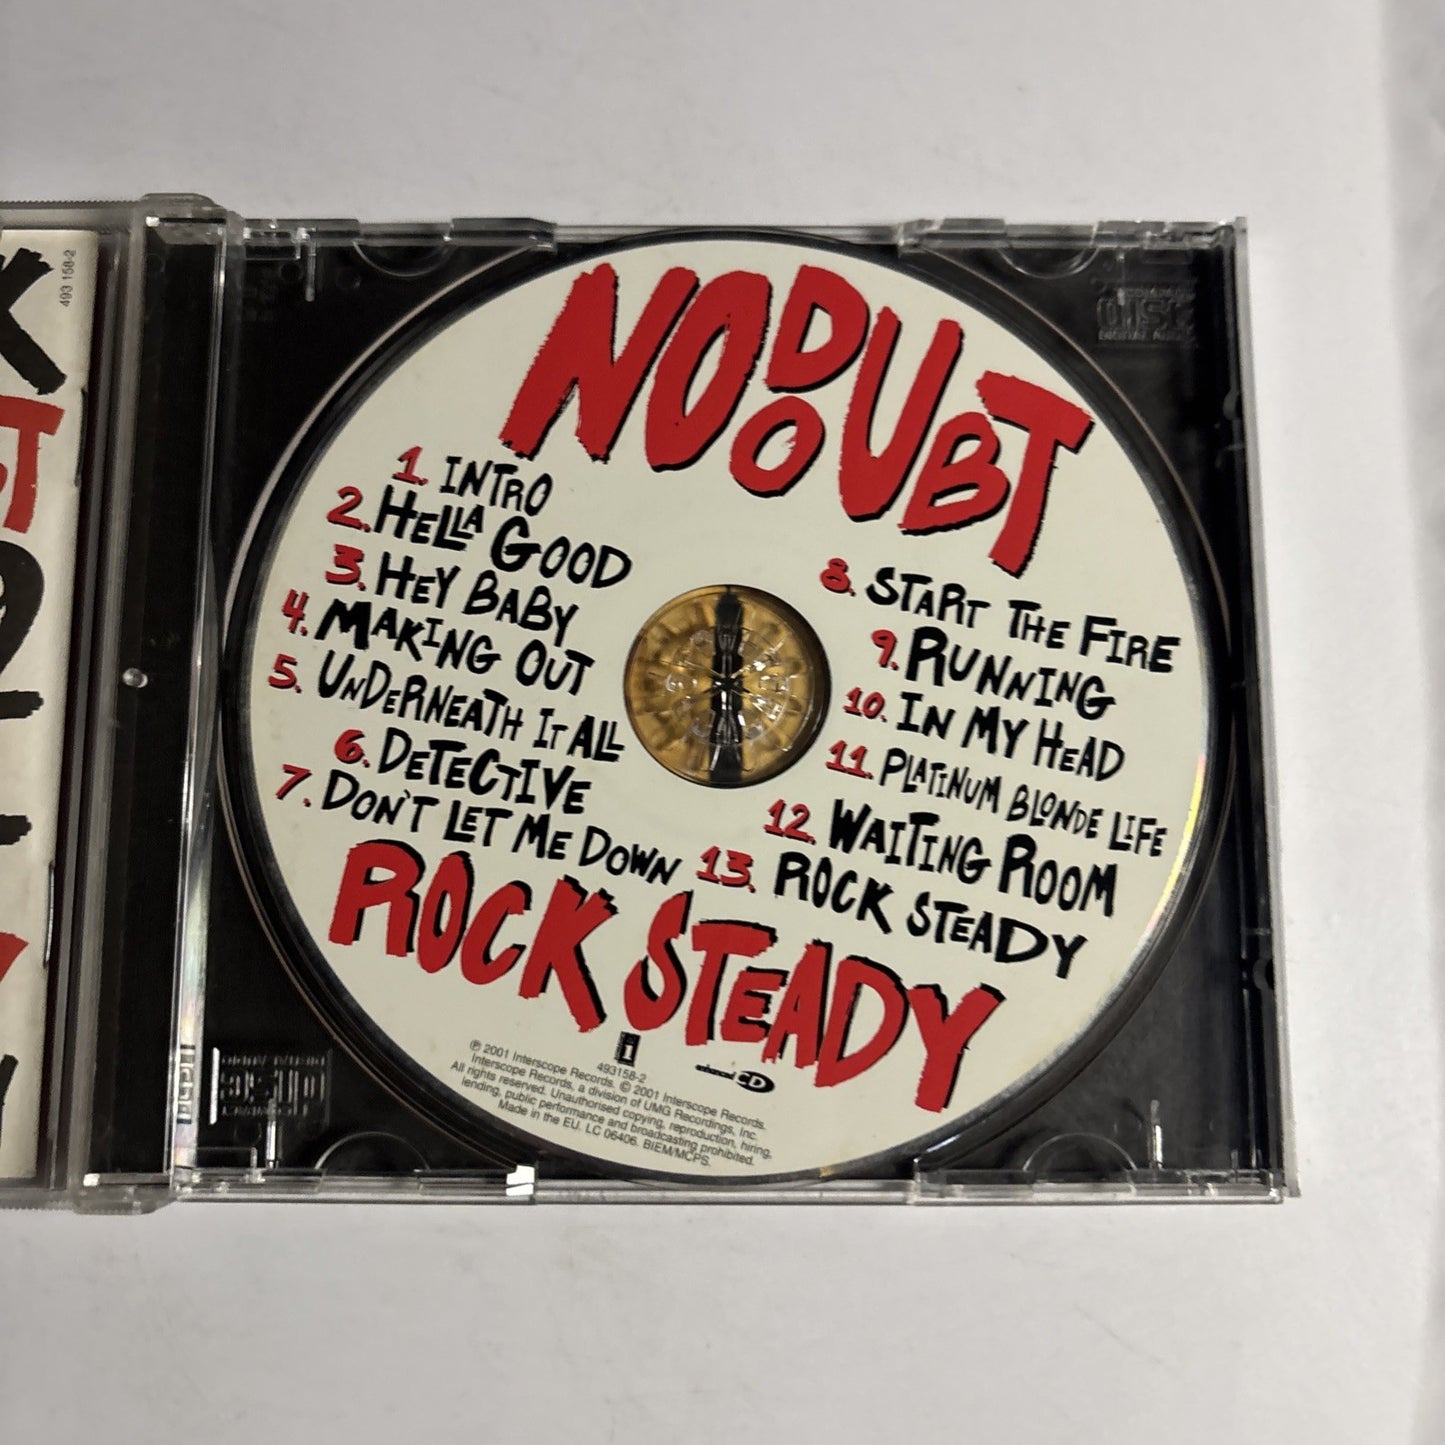 493 158-2
NO DOUBT
1. INTRO
2. HELLA GOOD
3. HEY BABY
4. MAKING OUT
5. UNDERNEATH IT ALL
6. DETECTIVE
7. DON'T LET ME DOWN
8. START THE FIRE
9. RUNNING
10. IN MY HEAD
11. PLATINUM BLONDE LIFE
12. WAITING ROOM
13. ROCK STEADY
ROCK STEADY
493158-2
enhanced CD
℗ 2001 Interscope Records. © 2001 Interscope Records.
Interscope Records, a division of UMG Recordings, Inc.
All rights reserved. Unauthorised copying, reproduction, hiring,
lending, public performance and broadcasting prohibited.
Made in the EU. LC 06406. BIEM/MCPS.